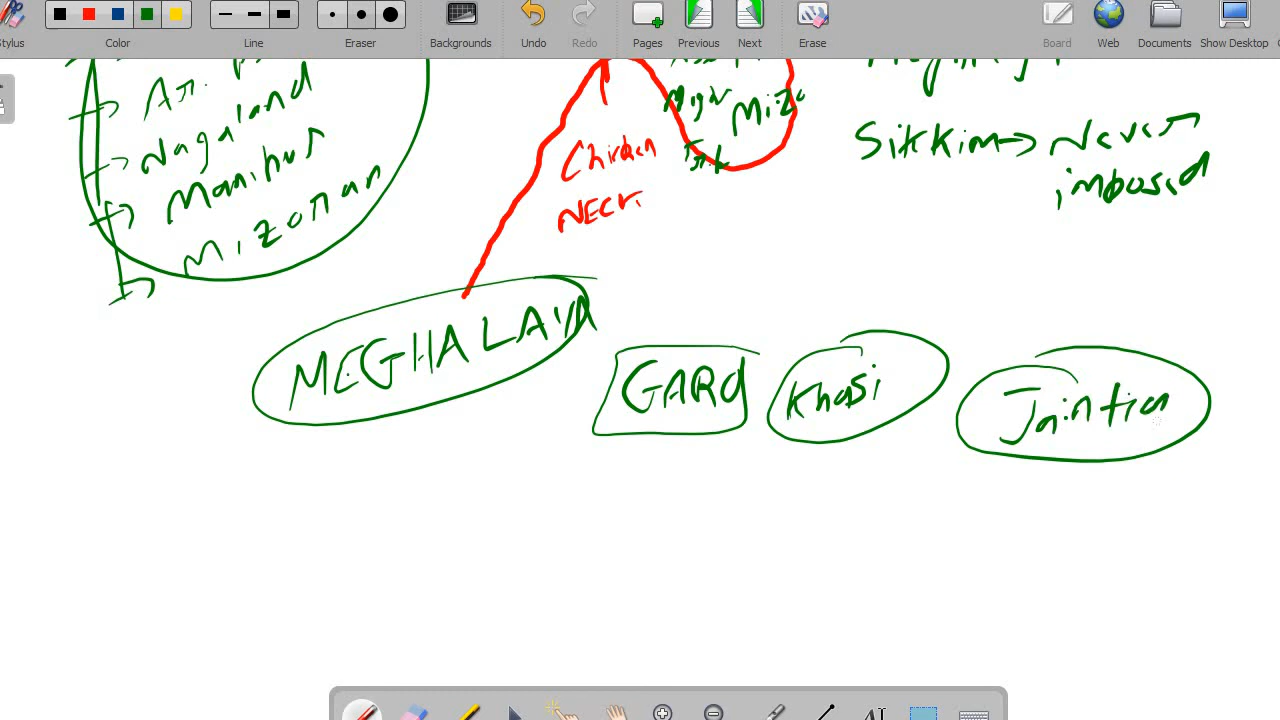 Stylus Color Line Eraser Backgrounds Undo Redo Pages Previous Next Erase Board Web Documents Show Desktop
Nagaland
Manipur
Mizoram
Mizo
Chicken
NECK
Sikkim → Never
imposed
MEGHALAYA
GARO Khasi Jaintia